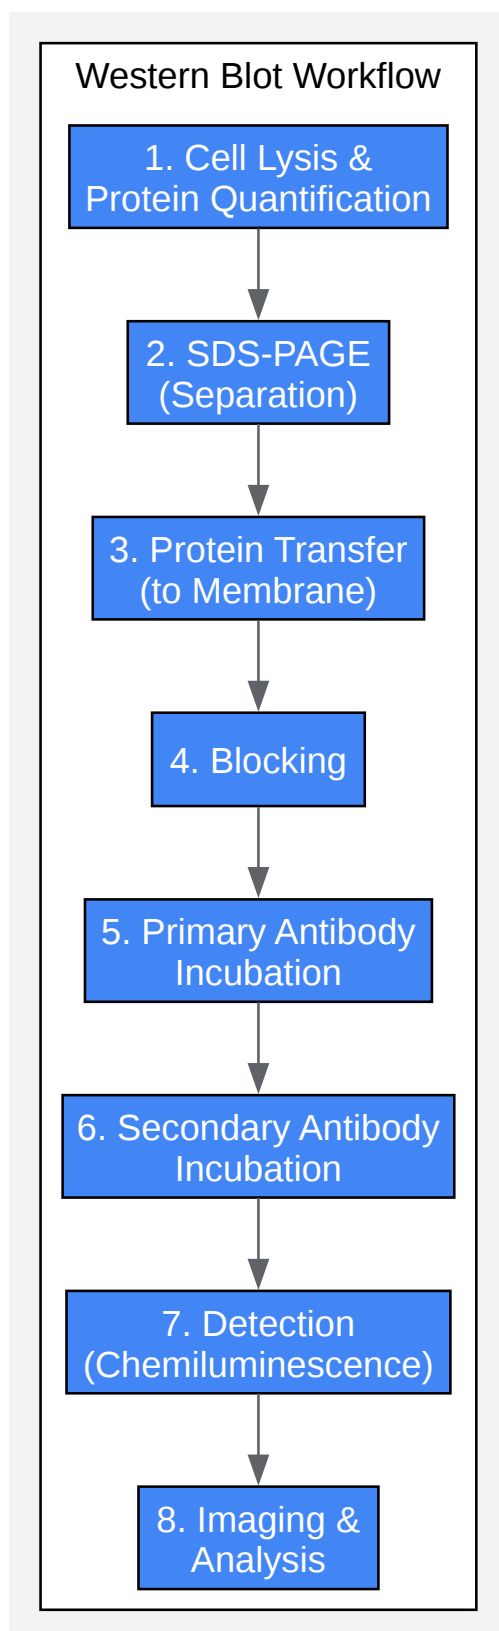 Western Blot Workflow
1. Cell Lysis &
Protein Quantification
2. SDS-PAGE
(Separation)
3. Protein Transfer
(to Membrane)
4. Blocking
5. Primary Antibody
Incubation
6. Secondary Antibody
Incubation
7. Detection
(Chemiluminescence)
8. Imaging &
Analysis